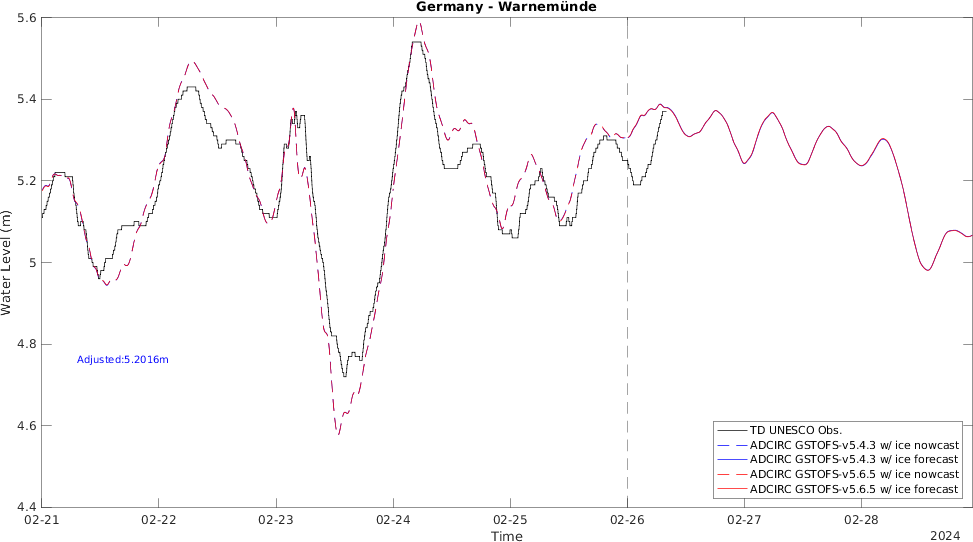 Germany - Warnemünde
5.6
5.4
5.2
5
4.8
4.6
4.4
Water Level (m)
Adjusted:5.2016m
TD UNESCO Obs.
ADCIRC GSTOFS-v5.4.3 w/ ice nowcast
ADCIRC GSTOFS-v5.4.3 w/ ice forecast
ADCIRC GSTOFS-v5.6.5 w/ ice nowcast
ADCIRC GSTOFS-v5.6.5 w/ ice forecast
02-21 02-22 02-23 02-24 02-25 02-26 02-27 02-28
Time
2024